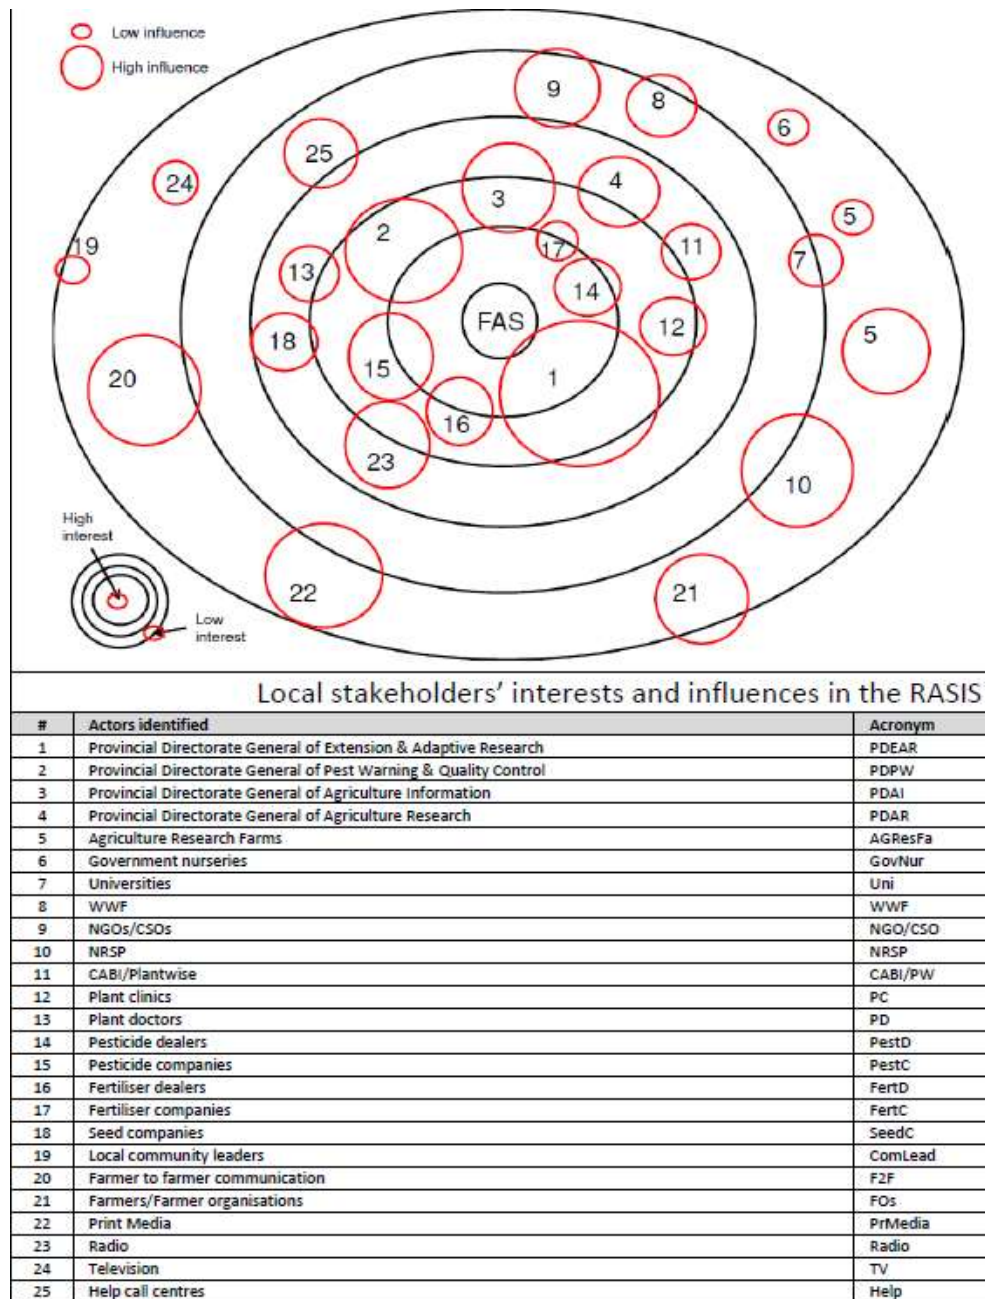 Low influence
High influence
9
8
6
25
24
4
3
5
2
19
17
11
7
13
14
FAS
12
18
5
15
1
20
16
23
10
High
interest
22
21
Low
interest
Local stakeholders' interests and influences in the RASIS
# Actors identified Acronym
1 Provincial Directorate General of Extension & Adaptive Research PDEAR
2 Provincial Directorate General of Pest Warning & Quality Control PDPW
3 Provincial Directorate General of Agriculture Information PDAI
4 Provincial Directorate General of Agriculture Research PDAR
5 Agriculture Research Farms AGResFa
6 Government nurseries GovNur
7 Universities Uni
8 WWF WWF
9 NGOs/CSOs NGO/CSO
10 NRSP NRSP
11 CABI/Plantwise CABI/PW
12 Plant clinics PC
13 Plant doctors PD
14 Pesticide dealers PestD
15 Pesticide companies PestC
16 Fertiliser dealers FertD
17 Fertiliser companies FertC
18 Seed companies SeedC
19 Local community leaders ComLead
20 Farmer to farmer communication F2F
21 Farmers/Farmer organisations FOs
22 Print Media PrMedia
23 Radio Radio
24 Television TV
25 Help call centres Help